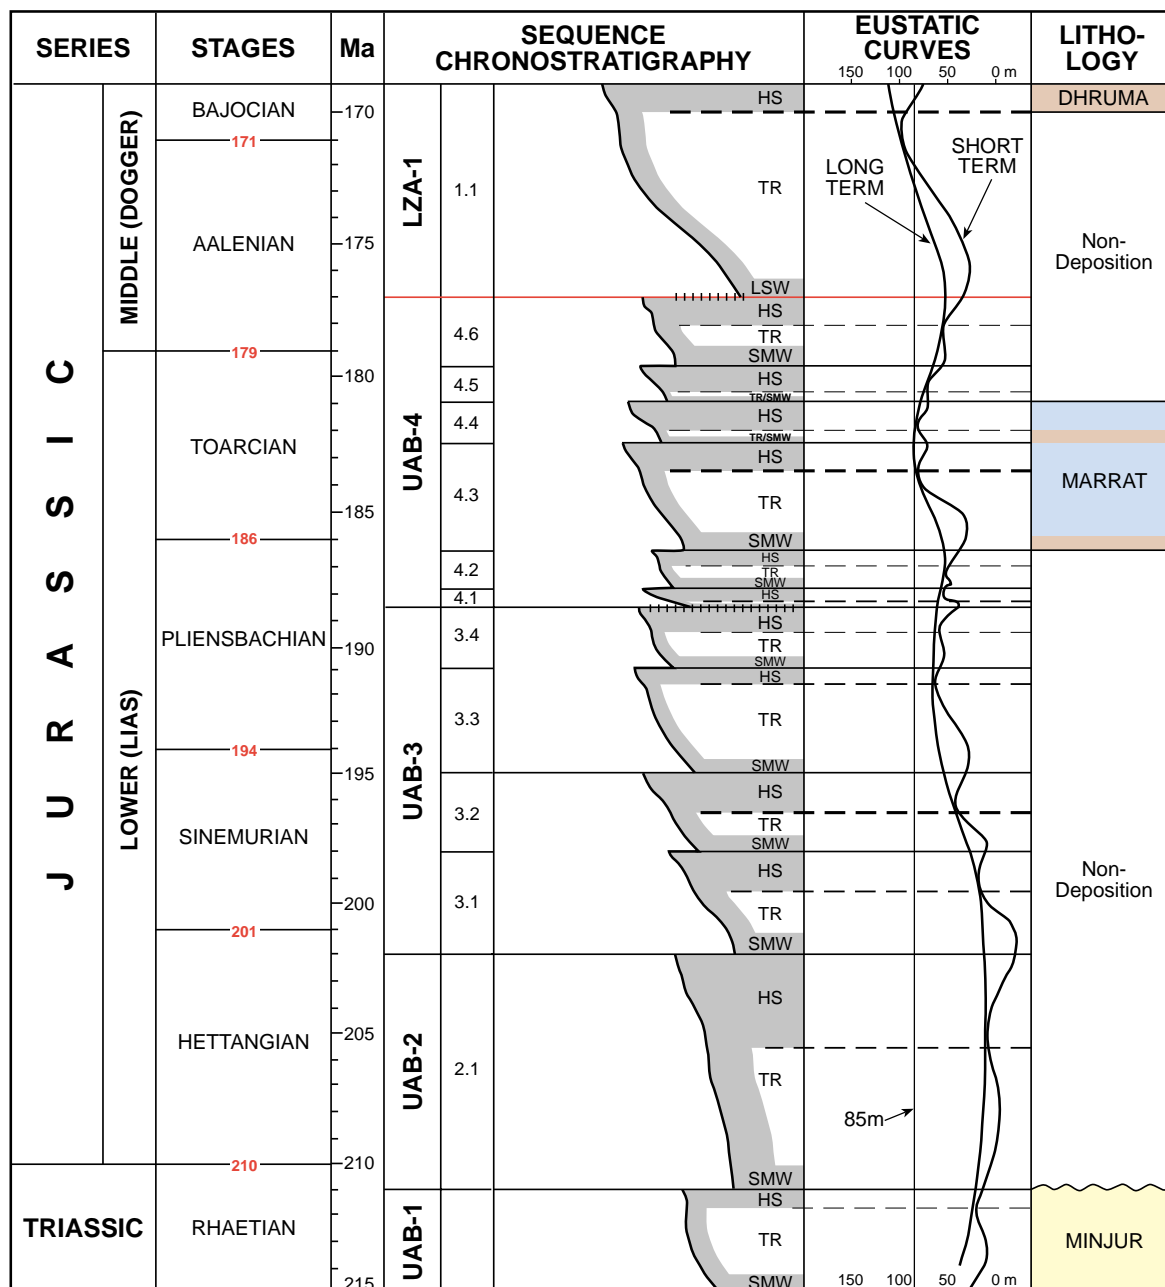 SERIES
STAGES
Ma
SEQUENCE
CHRONOSTRATIGRAPHY
EUSTATIC
CURVES
LITHO-
LOGY
150 100 50 0 m
JURASSIC
MIDDLE (DOGGER)
LOWER (LIAS)
TRIASSIC
BAJOCIAN
171
AALENIAN
179
TOARCIAN
186
PLIENSBACHIAN
194
SINEMURIAN
201
HETTANGIAN
210
RHAETIAN
170
175
180
185
190
195
200
205
210
215
LZA-1
UAB-4
UAB-3
UAB-2
UAB-1
1.1
4.6
4.5
4.4
4.3
4.2
4.1
3.4
3.3
3.2
3.1
2.1
HS
TR
LSW
HS
TR
SMW
HS
TR/SMW
HS
TR/SMW
HS
TR
SMW
HS
TR
SMW
HS
HS
TR
SMW
HS
TR
SMW
HS
TR
SMW
HS
TR
SMW
HS
TR
SMW
HS
TR
SMW
LONG
TERM
SHORT
TERM
85m
150 100 50 0 m
DHRUMA
Non-
Deposition
MARRAT
Non-
Deposition
MINJUR